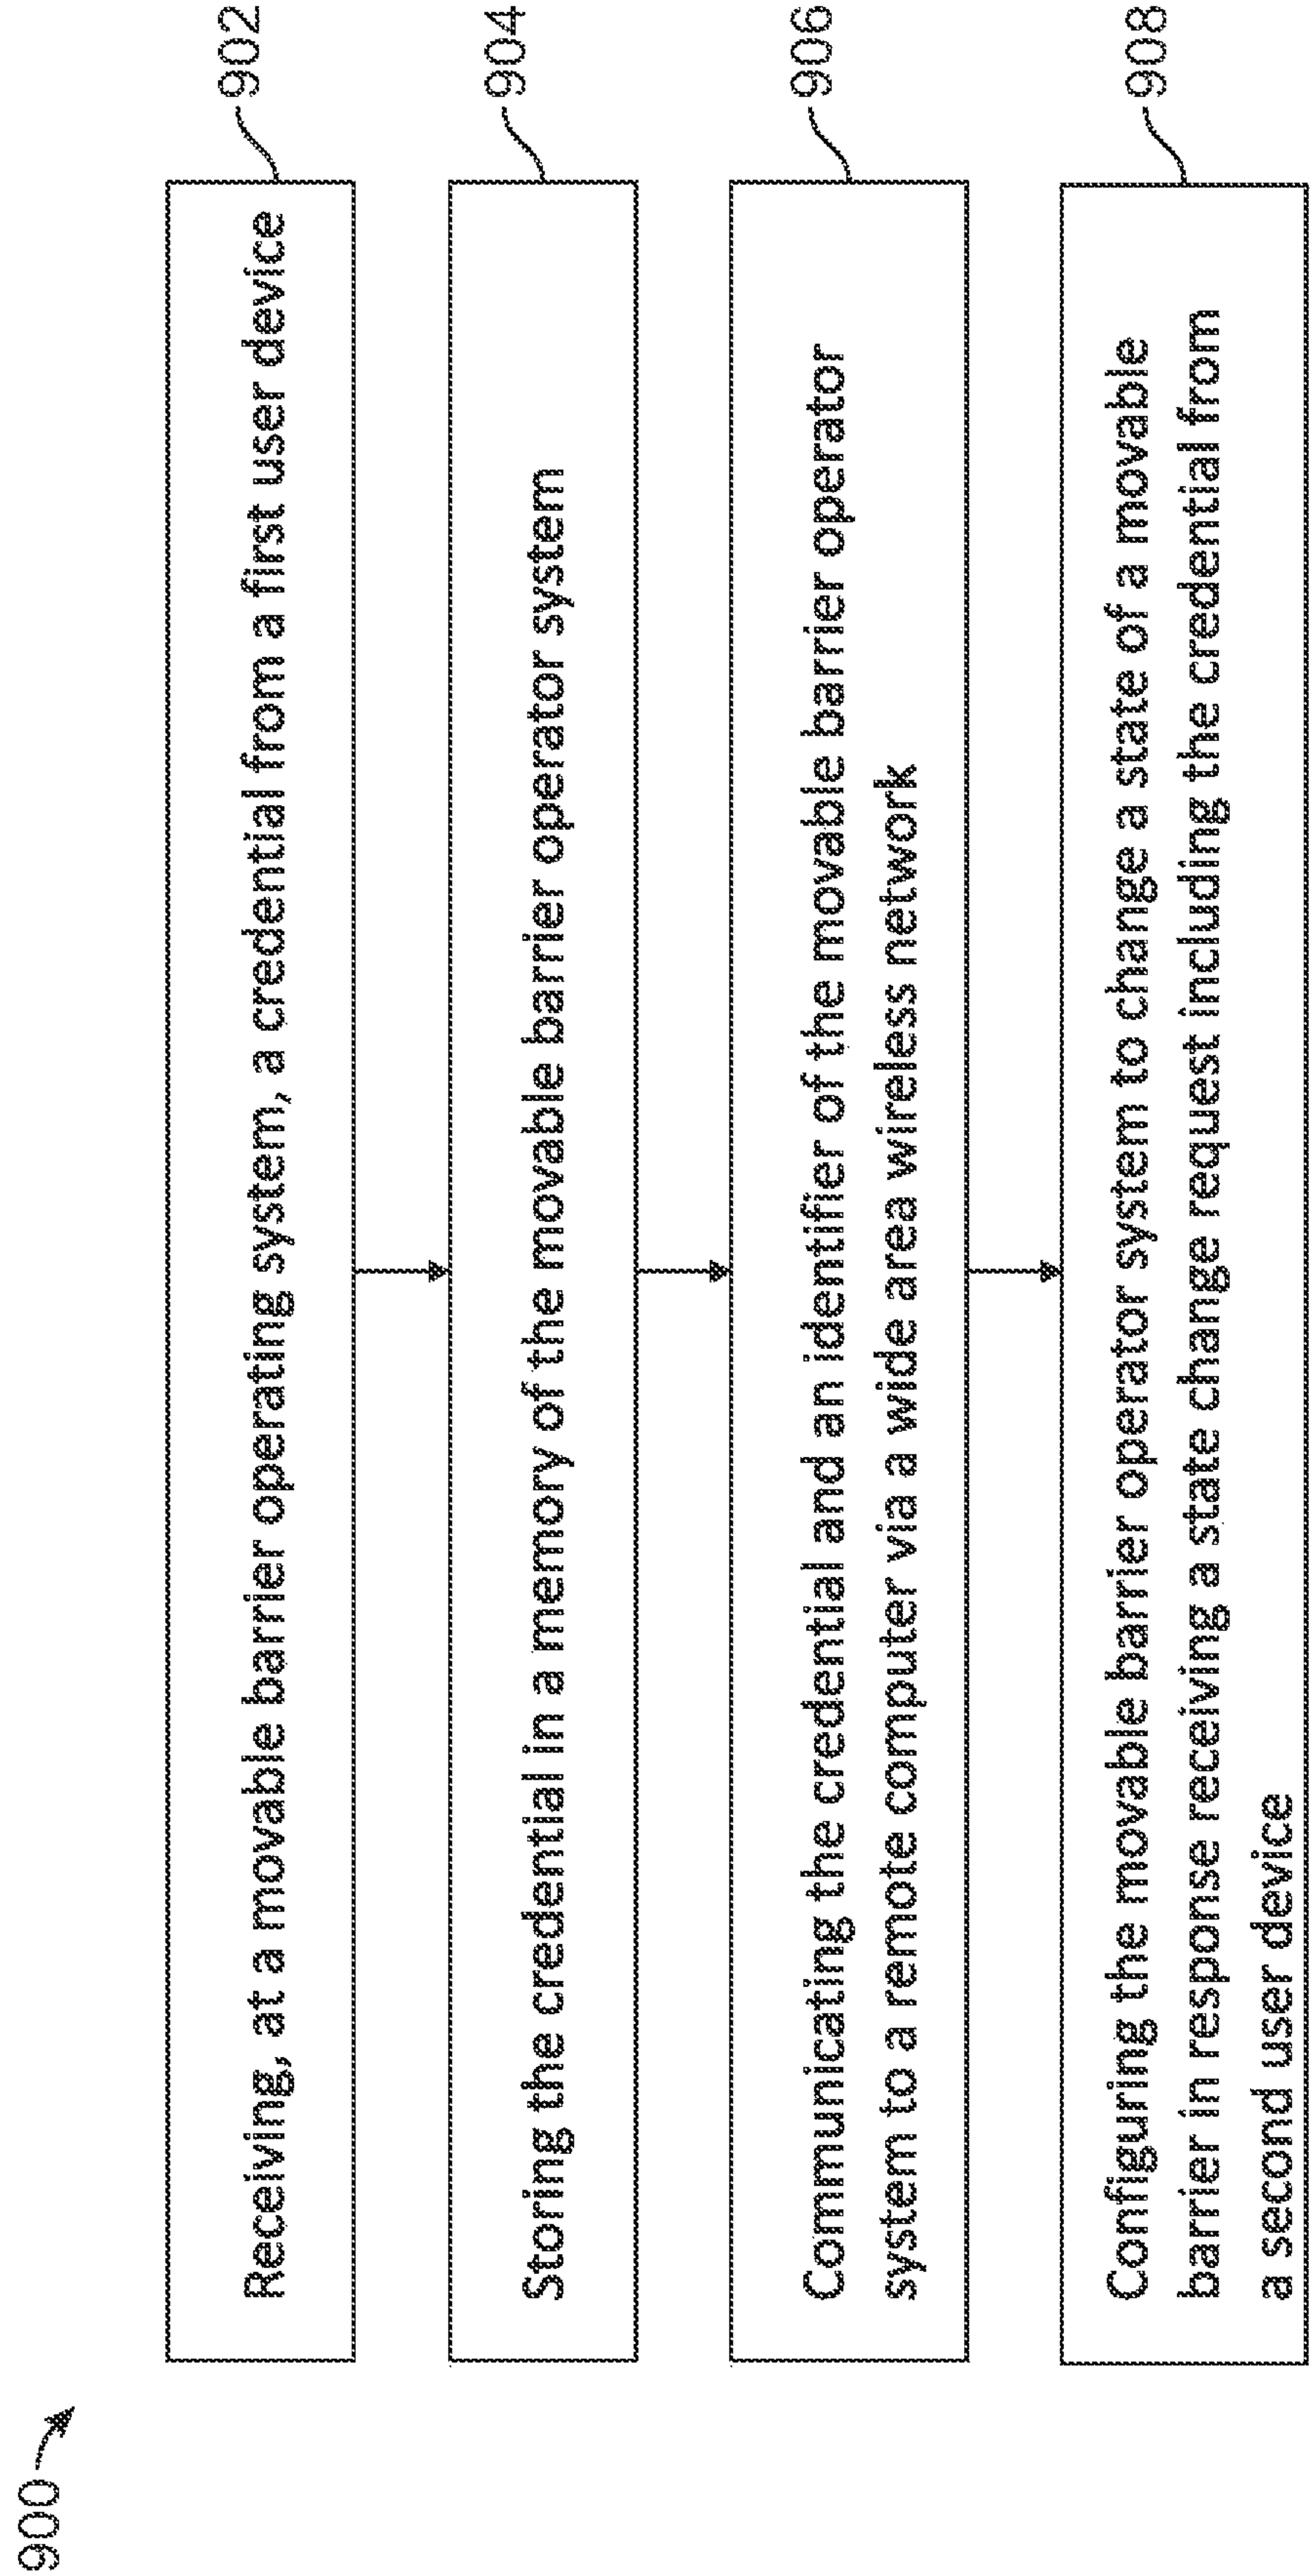 900
Receiving, at a movable barrier operating system, a credential from a first user device
902
Storing the credential in a memory of the movable barrier operator system
904
Communicating the credential and an identifier of the movable barrier operator
system to a remote computer via a wide area wireless network
906
Configuring the movable barrier operator system to change a state of a movable
barrier in response receiving a state change request including the credential from
a second user device
908